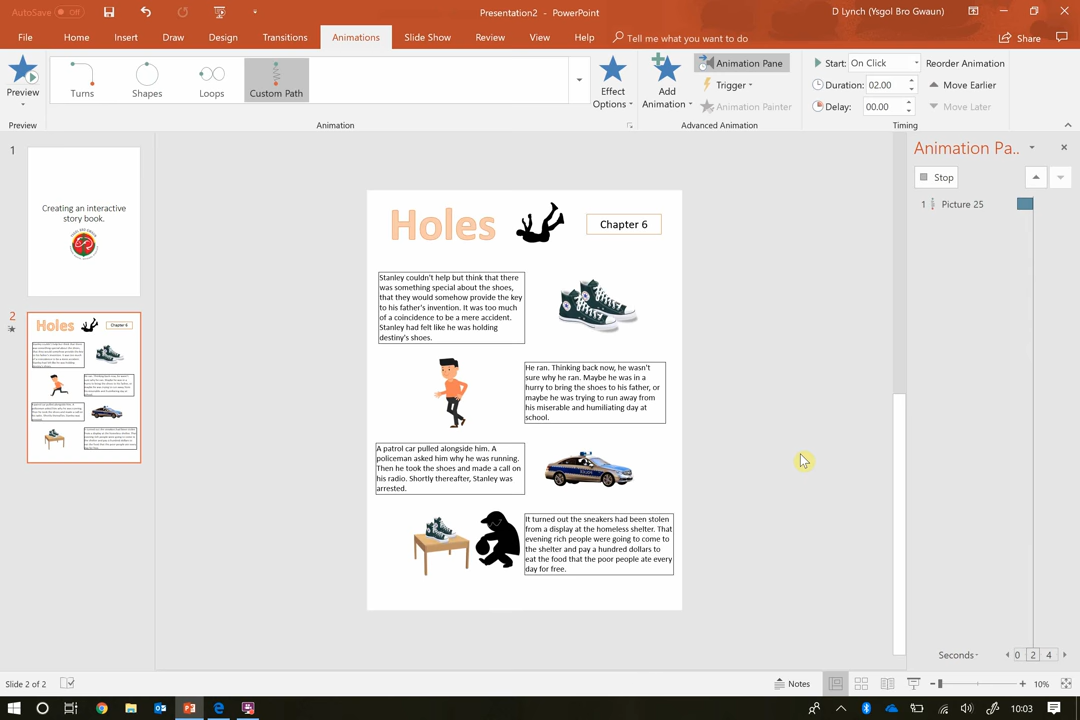 AutoSave Off
Presentation2 - PowerPoint
D Lynch (Ysgol Bro Gwaun)
File Home Insert Draw Design Transitions Animations Slide Show Review View Help Tell me what you want to do Share
Preview
Turns Shapes Loops Custom Path
Effect Options
Add Animation
Animation Pane
Trigger
Animation Painter
Start: On Click
Duration: 02.00
Delay: 00.00
Reorder Animation
Move Earlier
Move Later
Preview Animation Advanced Animation Timing
1
Creating an interactive
story book.
2
Holes
Chapter 6
Holes
Chapter 6
Stanley couldn't help but think that there
was something special about the shoes,
that they would somehow provide the key
to his father's invention. It was too much
of a coincidence to be a mere accident.
Stanley had felt like he was holding
destiny's shoes.
He ran. Thinking back now, he wasn't
sure why he ran. Maybe he was in a
hurry to bring the shoes to his father, or
maybe he was trying to run away from
his miserable and humiliating day at
school.
A patrol car pulled alongside him. A
policeman asked him why he was running.
Then he took the shoes and made a call on
his radio. Shortly thereafter, Stanley was
arrested.
It turned out the sneakers had been stolen
from a display at the homeless shelter. That
evening rich people were going to come to
the shelter and pay a hundred dollars to
eat the food that the poor people ate every
day for free.
Animation Pa..
Stop
1 Picture 25
Seconds 0 2 4
Slide 2 of 2
Notes
10%
10:03